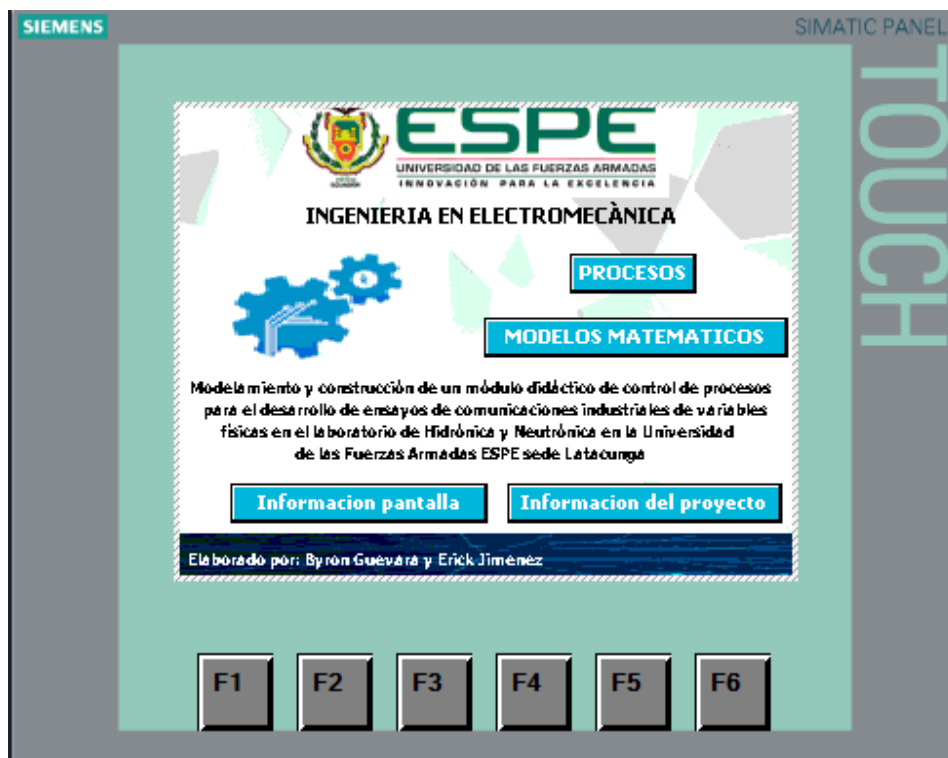 SIEMENS
SIMATIC PANEL
TOUCH
ESPE
UNIVERSIDAD DE LAS FUERZAS ARMADAS
INNOVACIÓN PARA LA EXCELENCIA
INGENIERIA EN ELECTROMECÀNICA
PROCESOS
MODELOS MATEMATICOS
Modelamiento y construcción de un módulo didáctico de control de procesos
para el desarrollo de ensayos de comunicaciones industriales de variables
físicas en el laboratorio de Hidrónica y Neutrónica en la Universidad
de las Fuerzas Armadas ESPE sede Latacunga
Informacion pantalla
Informacion del proyecto
Elaborado por: Byron Guevara y Erick Jimenez
F1 F2 F3 F4 F5 F6